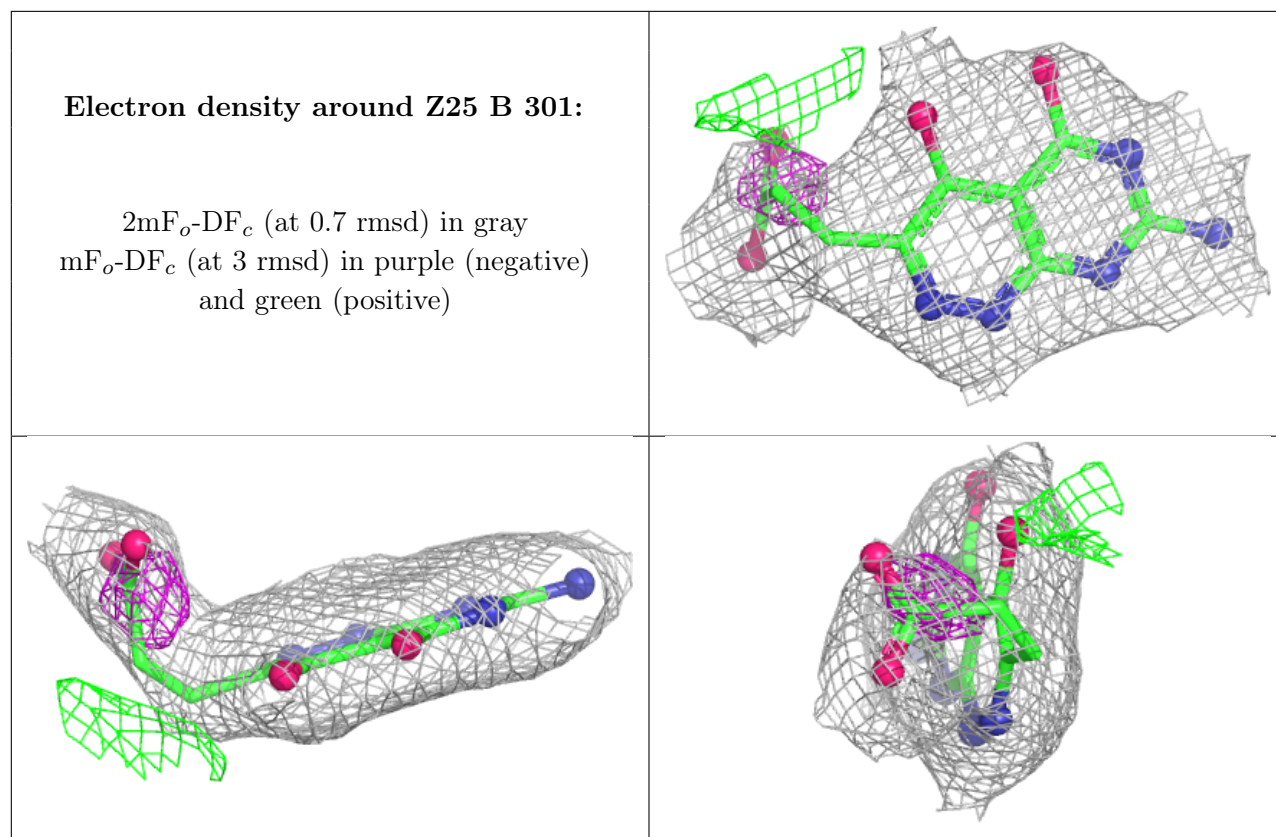 Electron density around Z25 B 301:
2mFₒ-DF𝒸 (at 0.7 rmsd) in gray
mFₒ-DF𝒸 (at 3 rmsd) in purple (negative)
and green (positive)